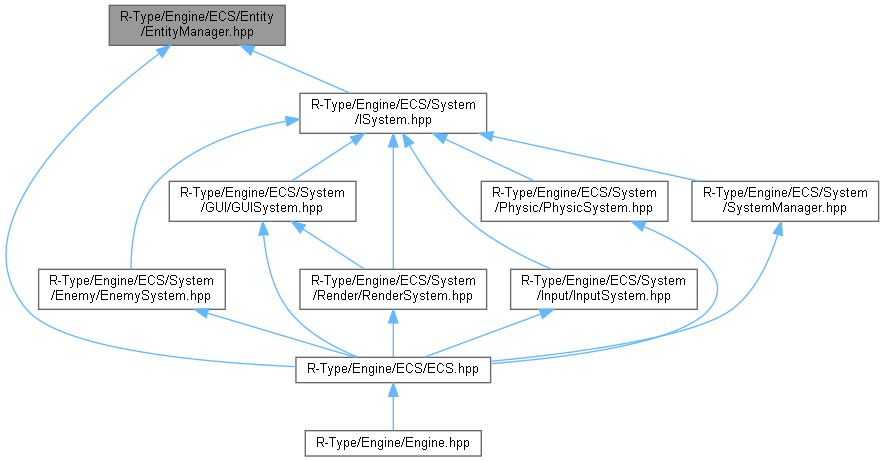 R-Type/Engine/ECS/Entity
/EntityManager.hpp
R-Type/Engine/ECS/System
/ISystem.hpp
R-Type/Engine/ECS/System
/GUI/GUISystem.hpp
R-Type/Engine/ECS/System
/Physic/PhysicSystem.hpp
R-Type/Engine/ECS/System
/SystemManager.hpp
R-Type/Engine/ECS/System
/Enemy/EnemySystem.hpp
R-Type/Engine/ECS/System
/Render/RenderSystem.hpp
R-Type/Engine/ECS/System
/Input/InputSystem.hpp
R-Type/Engine/ECS/ECS.hpp
R-Type/Engine/Engine.hpp